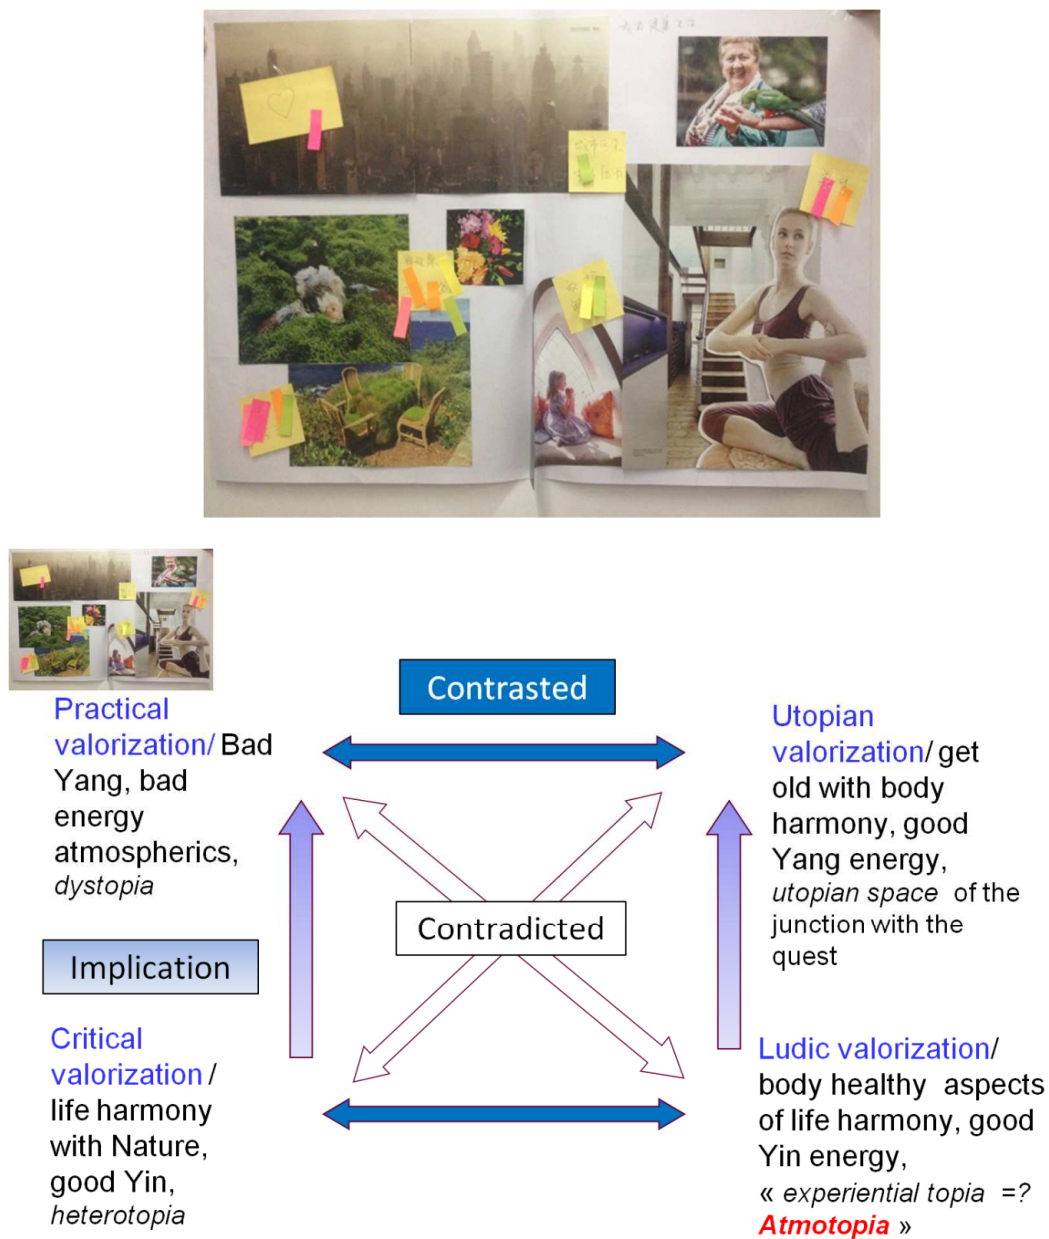 Contrasted
Practical
valorization/ Bad
Yang, bad
energy
atmospherics,
dystopia
Utopian
valorization/ get
old with body
harmony, good
Yang energy,
utopian space of the
junction with the
quest
Contradicted
Implication
Critical
valorization /
life harmony
with Nature,
good Yin,
heterotopia
Ludic valorization/
body healthy aspects
of life harmony, good
Yin energy,
« experiential topia =?
Atmotopia »